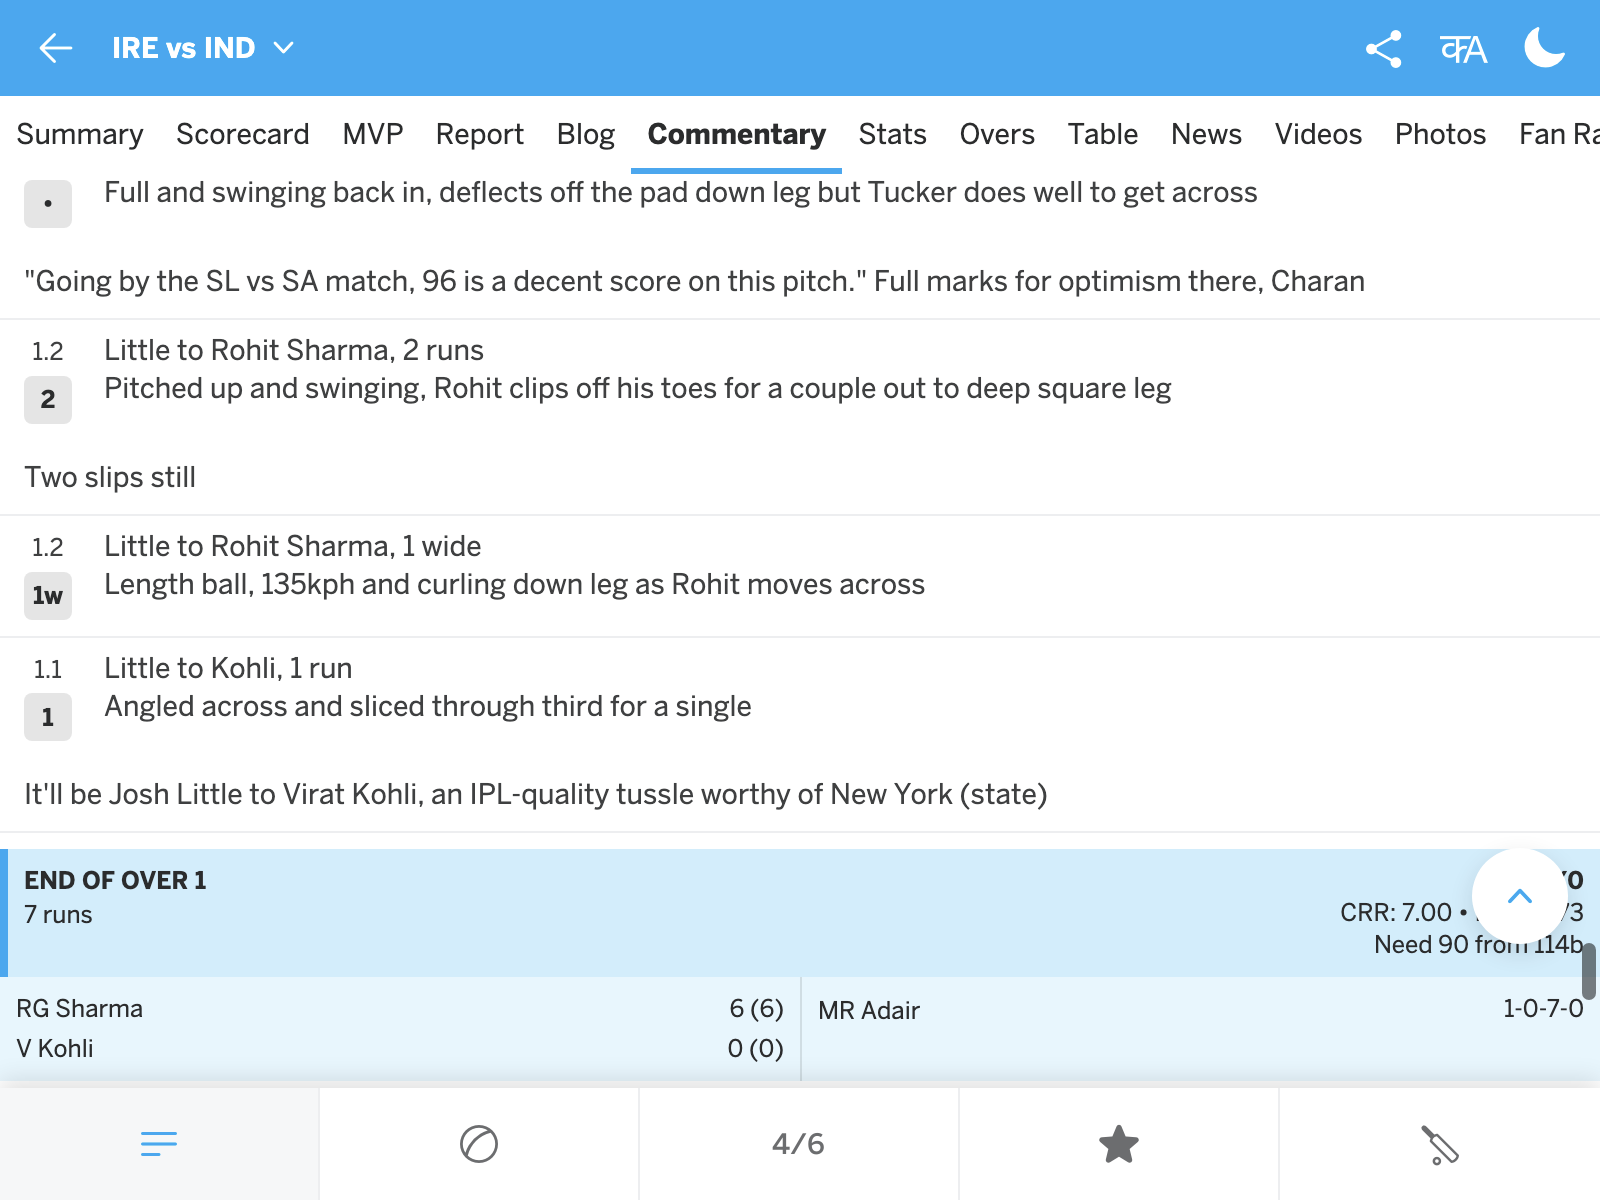 IRE vs IND
क A
Summary Scorecard MVP Report Blog Commentary Stats Overs Table News Videos Photos Fan Ra
• Full and swinging back in, deflects off the pad down leg but Tucker does well to get across
"Going by the SL vs SA match, 96 is a decent score on this pitch." Full marks for optimism there, Charan
1.2 Little to Rohit Sharma, 2 runs
2 Pitched up and swinging, Rohit clips off his toes for a couple out to deep square leg
Two slips still
1.2 Little to Rohit Sharma, 1 wide
1w Length ball, 135kph and curling down leg as Rohit moves across
1.1 Little to Kohli, 1 run
1 Angled across and sliced through third for a single
It'll be Josh Little to Virat Kohli, an IPL-quality tussle worthy of New York (state)
END OF OVER 1 /0
7 runs CRR: 7.00 •
Need 90 from 114b
RG Sharma 6 (6) MR Adair 1-0-7-0
V Kohli 0 (0)
4/6